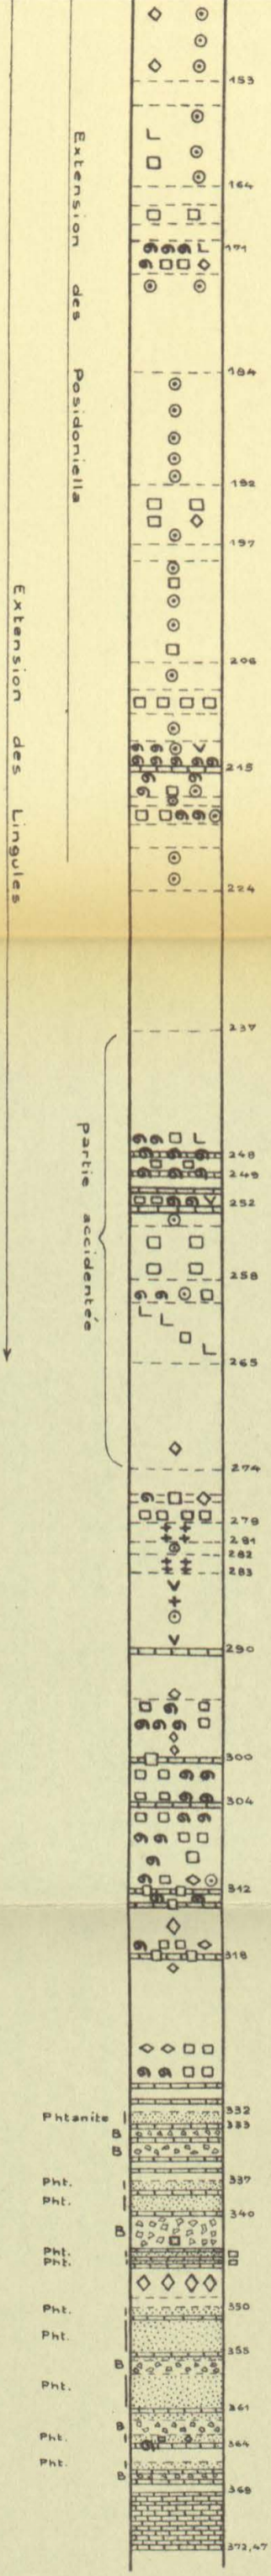 Extension des Posidoniella
Extension des Lingules
Partie accidentée
153
164
171
184
192
197
206
215
224
237
248
249
252
258
265
274
279
281
282
283
290
300
304
312
318
Phtanite
332
333
B
B
Pht.
337
Pht.
340
B
Pht.
Pht.
Pht.
350
Pht.
355
B
Pht.
361
B
Pht.
364
Pht.
B
369
372,47